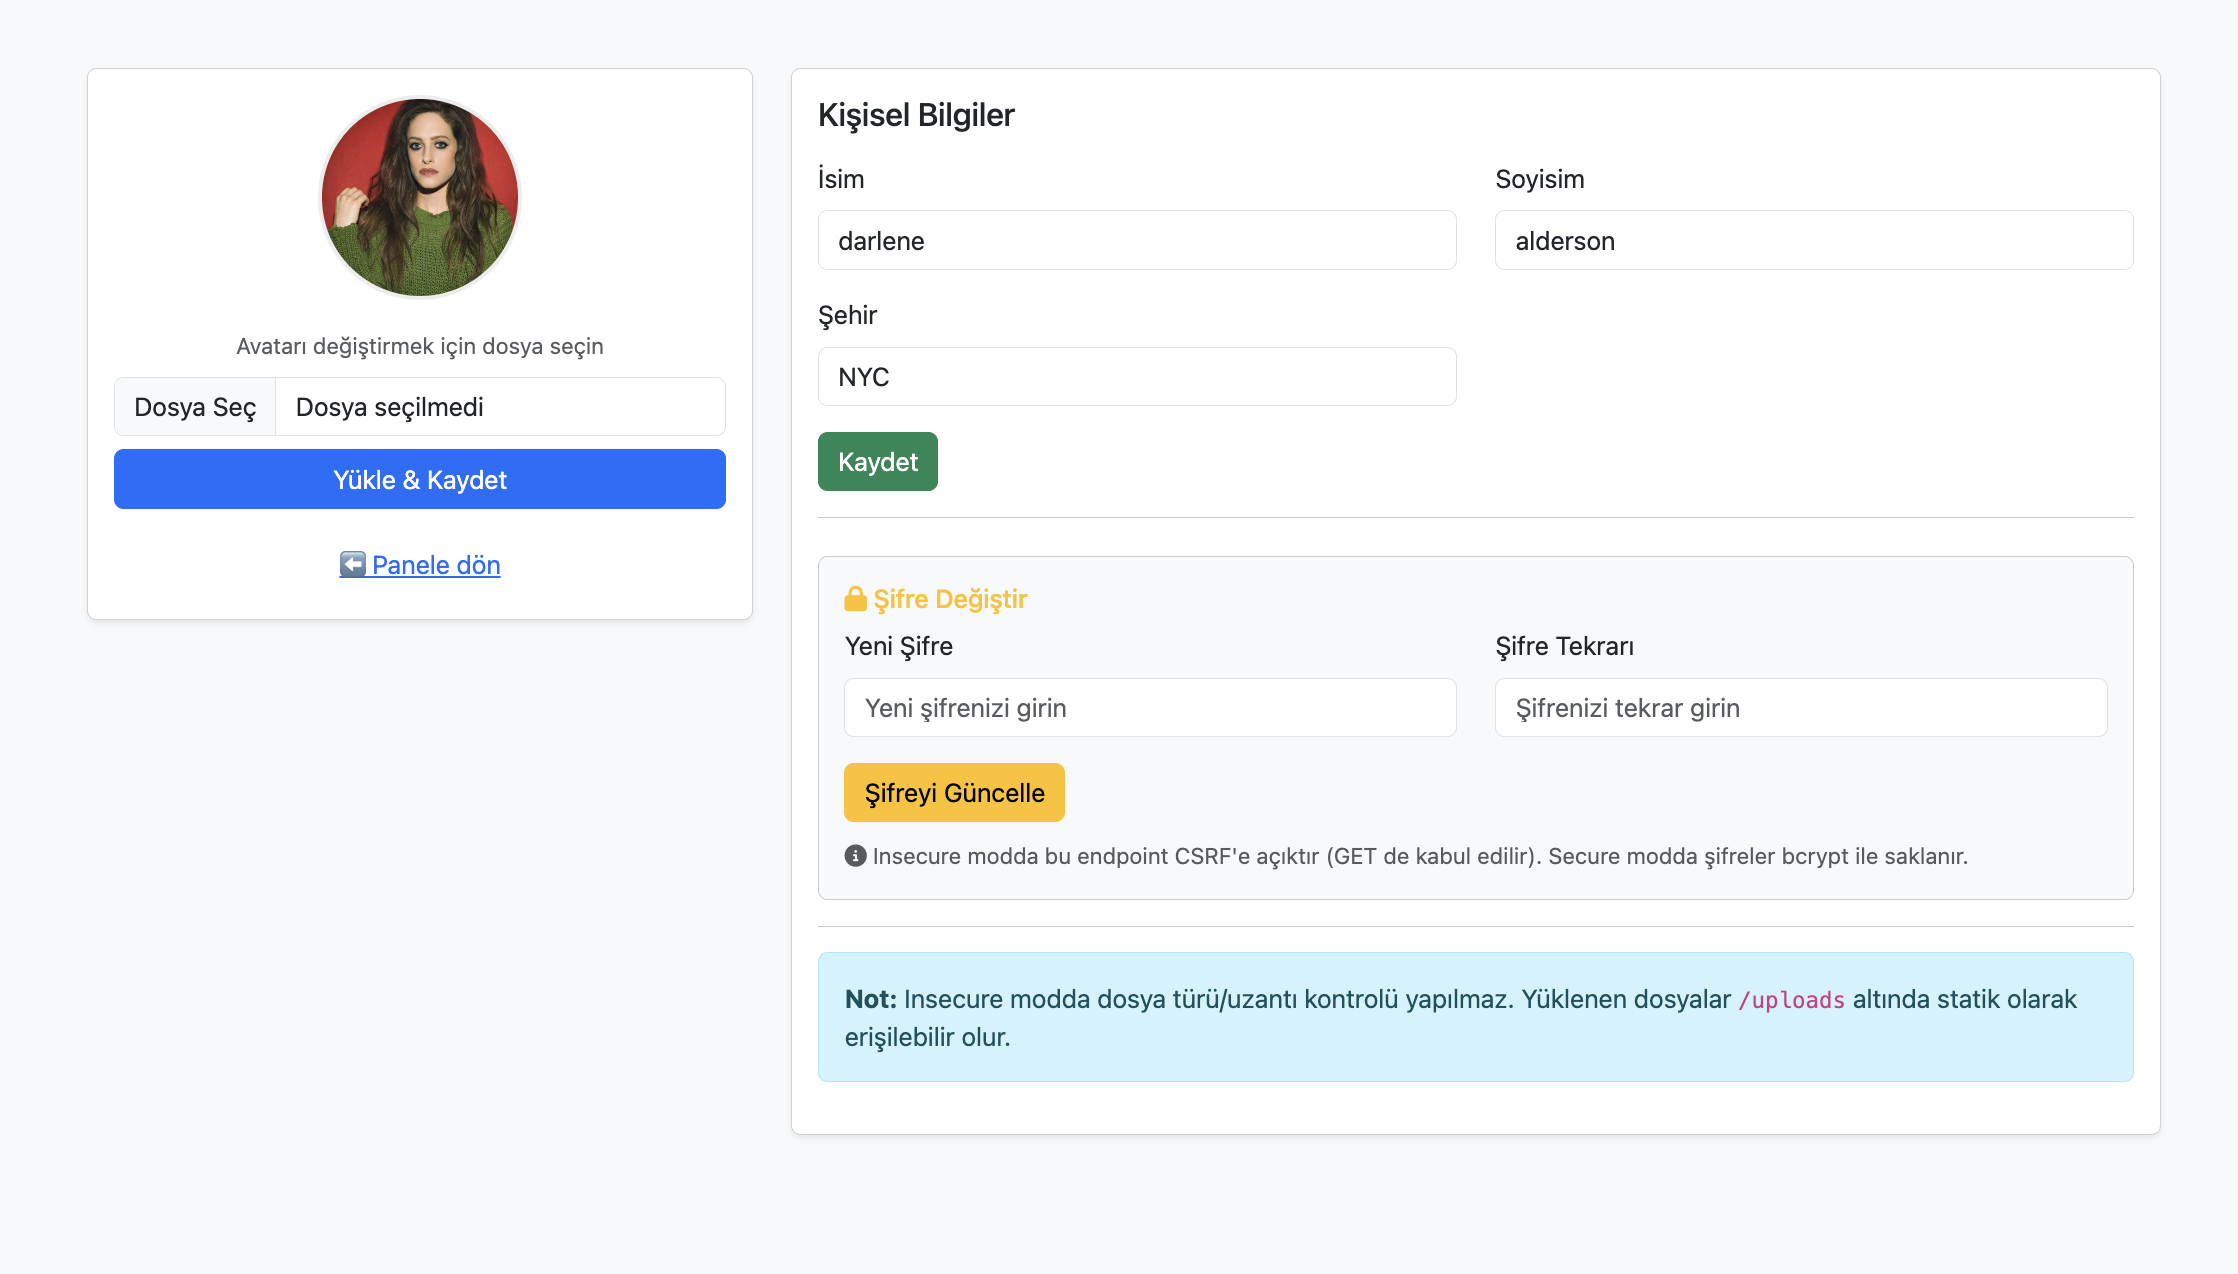 Avatarı değiştirmek için dosya seçin
Dosya Seç Dosya seçilmedi
Yükle & Kaydet
⬅️ Panele dön
Kişisel Bilgiler
İsim
darlene
Soyisim
alderson
Şehir
NYC
Kaydet
Şifre Değiştir
Yeni Şifre
Yeni şifrenizi girin
Şifre Tekrarı
Şifrenizi tekrar girin
Şifreyi Güncelle
Insecure modda bu endpoint CSRF'e açıktır (GET de kabul edilir). Secure modda şifreler bcrypt ile saklanır.
Not: Insecure modda dosya türü/uzantı kontrolü yapılmaz. Yüklenen dosyalar /uploads altında statik olarak
erişilebilir olur.